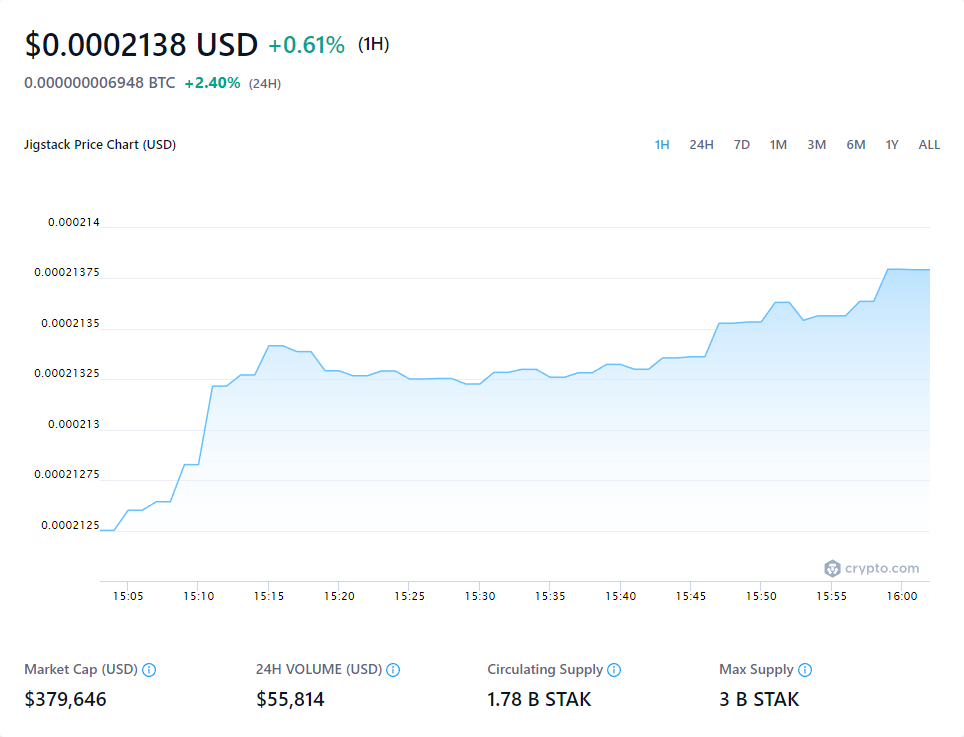 $0.0002138 USD +0.61% (1H)
0.000000006948 BTC +2.40% (24H)
Jigstack Price Chart (USD) 1H 24H 7D 1M 3M 6M 1Y ALL
0.000214
0.00021375
0.0002135
0.00021325
0.000213
0.00021275
0.0002125
crypto.com
15:05 15:10 15:15 15:20 15:25 15:30 15:35 15:40 15:45 15:50 15:55 16:00
Market Cap (USD) 24H VOLUME (USD) Circulating Supply Max Supply
$379,646 $55,814 1.78 B STAK 3 B STAK